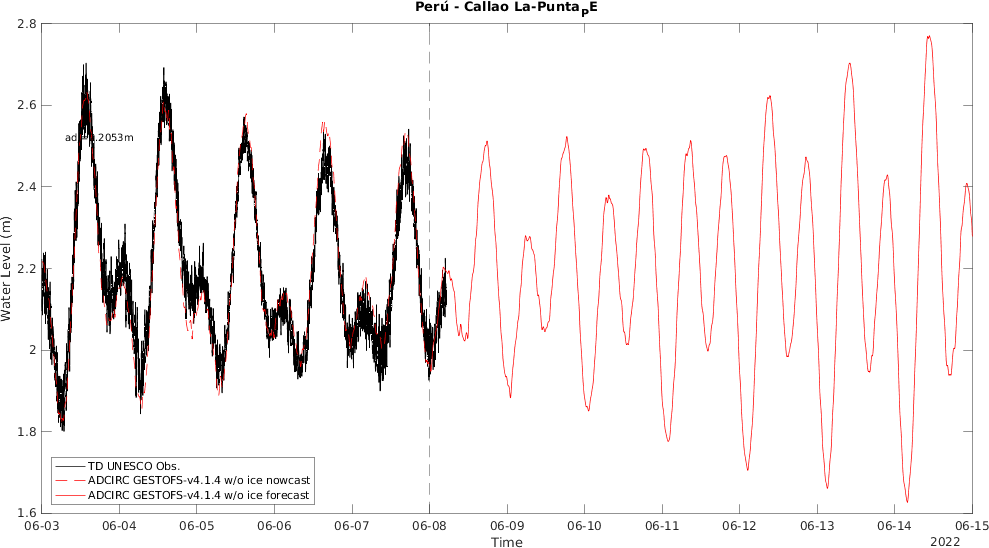 Perú - Callao La-PuntaPE
2.8
2.6
2.4
2.2
2
1.8
1.6
Water Level (m)
TD UNESCO Obs.
ADCIRC GESTOFS-v4.1.4 w/o ice nowcast
ADCIRC GESTOFS-v4.1.4 w/o ice forecast
06-03 06-04 06-05 06-06 06-07 06-08 06-09 06-10 06-11 06-12 06-13 06-14 06-15
Time
2022